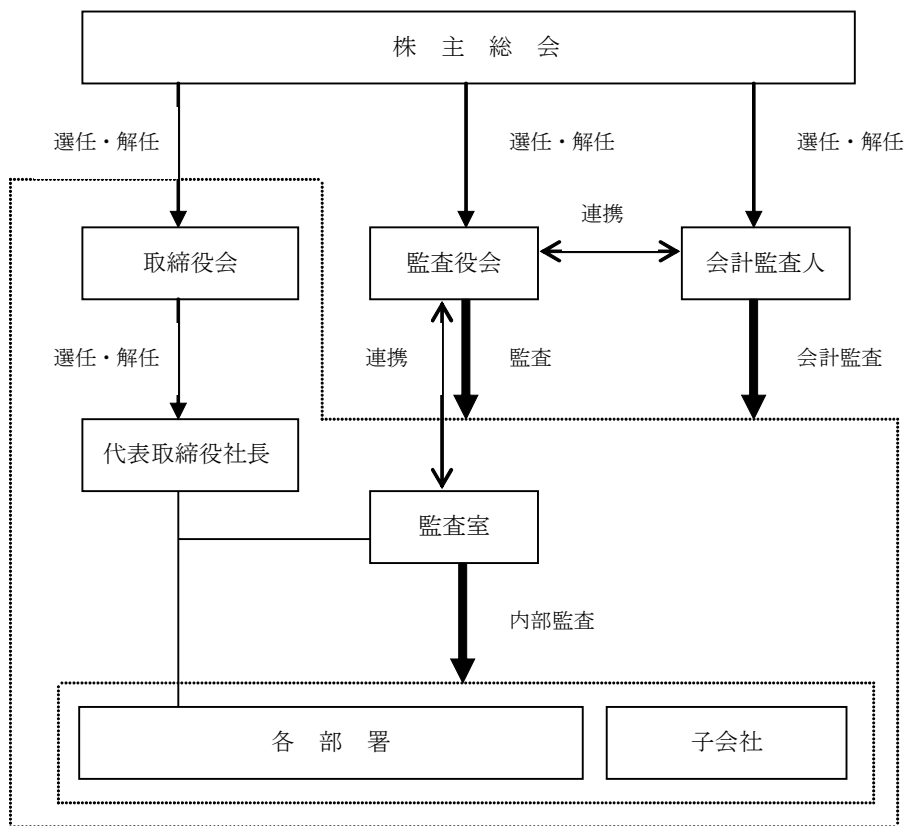 株 主 総 会
選任・解任
選任・解任
選任・解任
連携
取締役会
監査役会
会計監査人
選任・解任
連携
監査
会計監査
代表取締役社長
監査室
内部監査
各 部 署
子会社